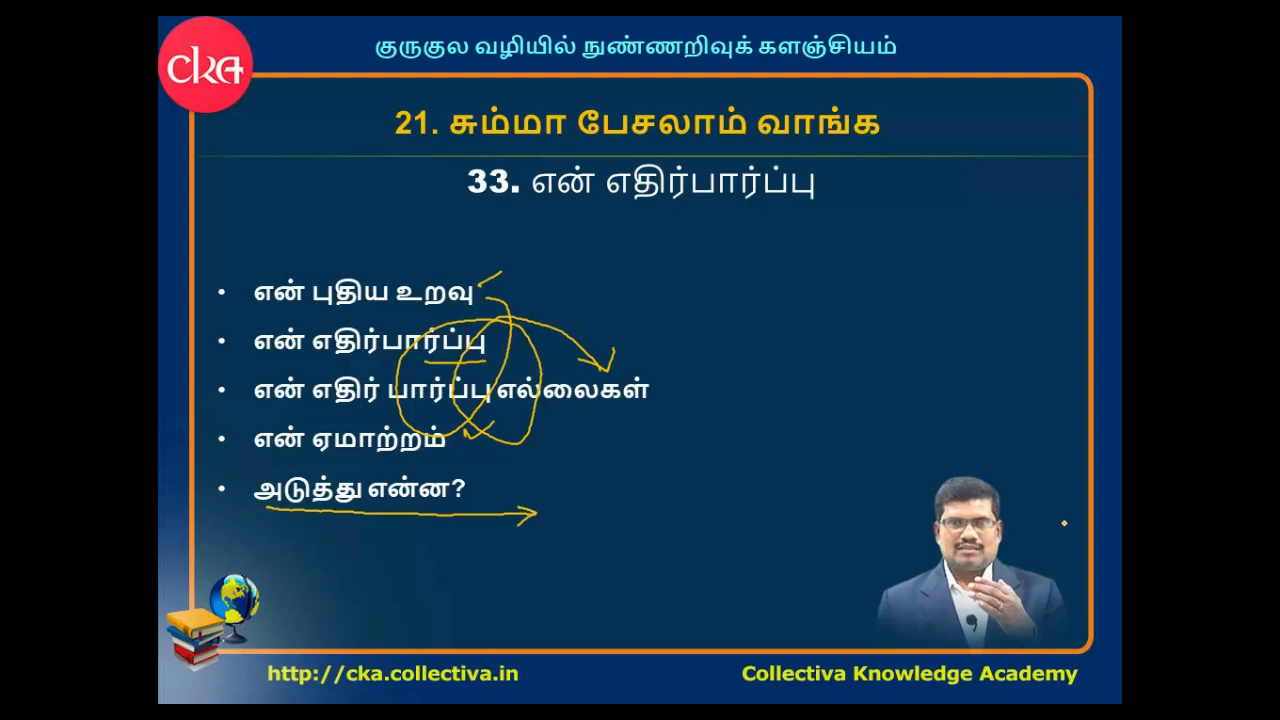 cka
குருகுல வழியில் நுண்ணறிவுக் களஞ்சியம்
21. சும்மா பேசலாம் வாங்க
33. என் எதிர்பார்ப்பு
• என் புதிய உறவு
• என் எதிர்பார்ப்பு
• என் எதிர் பார்ப்பு எல்லைகள்
• என் ஏமாற்றம்
• அடுத்து என்ன?
http://cka.collectiva.in
Collectiva Knowledge Academy